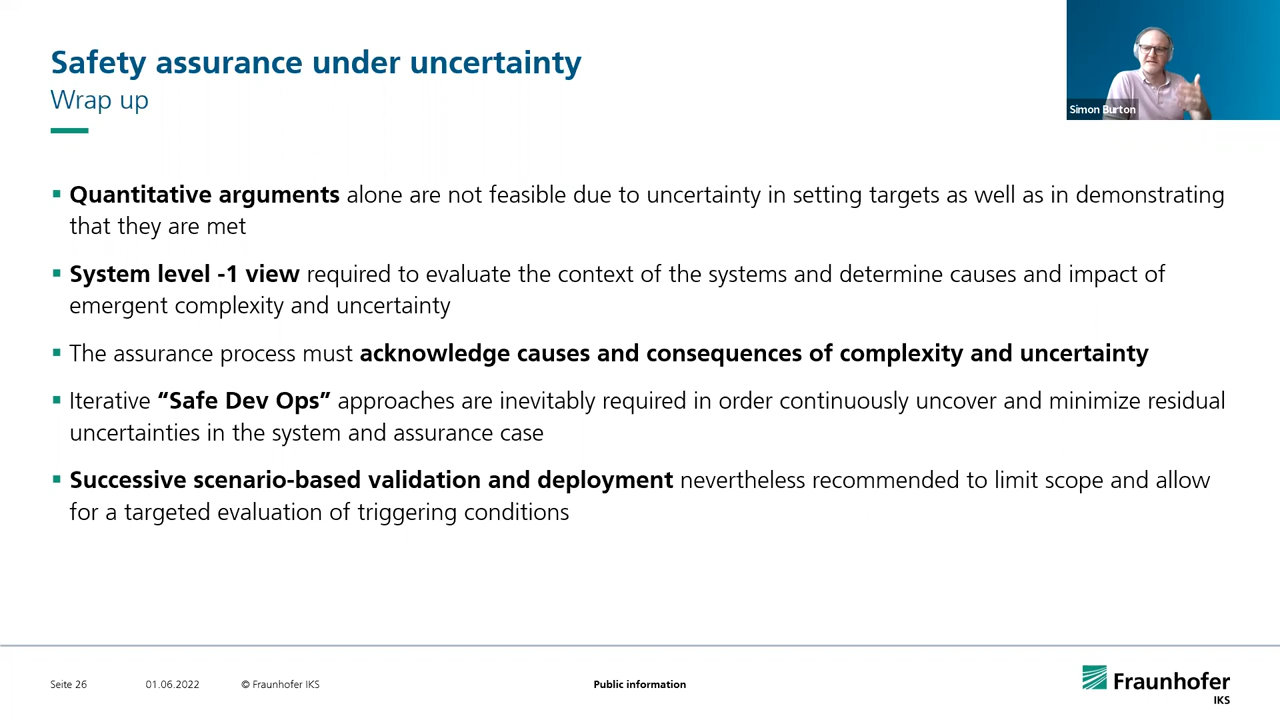 Safety assurance under uncertainty
Wrap up
Simon Burton
▪ Quantitative arguments alone are not feasible due to uncertainty in setting targets as well as in demonstrating
that they are met
▪ System level -1 view required to evaluate the context of the systems and determine causes and impact of
emergent complexity and uncertainty
▪ The assurance process must acknowledge causes and consequences of complexity and uncertainty
▪ Iterative “Safe Dev Ops” approaches are inevitably required in order continuously uncover and minimize residual
uncertainties in the system and assurance case
▪ Successive scenario-based validation and deployment nevertheless recommended to limit scope and allow
for a targeted evaluation of triggering conditions
Seite 26 01.06.2022 © Fraunhofer IKS Public information
Fraunhofer
IKS